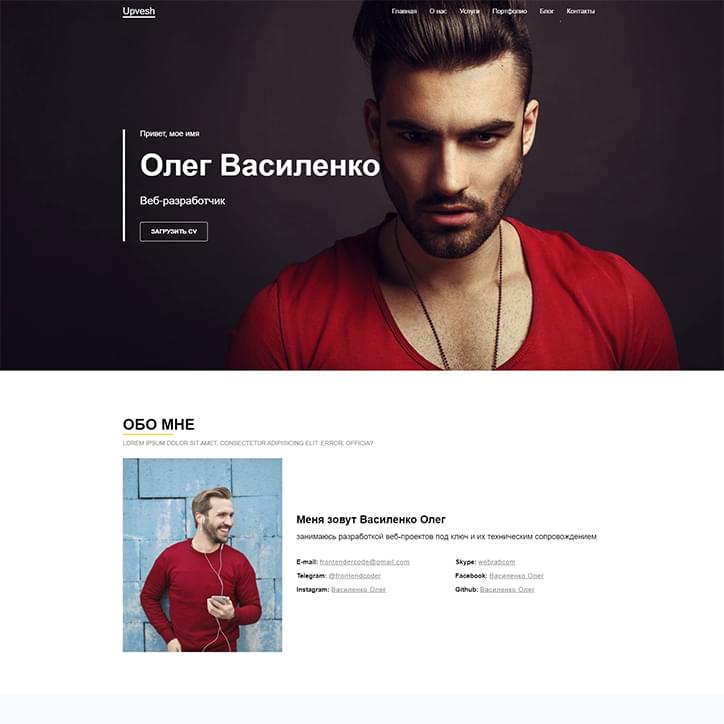 Upvesh
Главная О нас Услуги Портфолио Блог Контакты
Привет, мое имя
Олег Василенко
Веб-разработчик
ЗАГРУЗИТЬ CV
ОБО МНЕ
LOREM IPSUM DOLOR SIT AMET, CONSECTETUR ADIPISICING ELIT. ERROR, OFFICIA?
Меня зовут Василенко Олег
занимаюсь разработкой веб-проектов под ключ и их техническим сопровождением
E-mail: frontendercode@gmail.com Skype: webrabcom
Telegram: @frontendcoder Facebook: Василенко Олег
Instagram: Василенко Олег Github: Василенко Олег